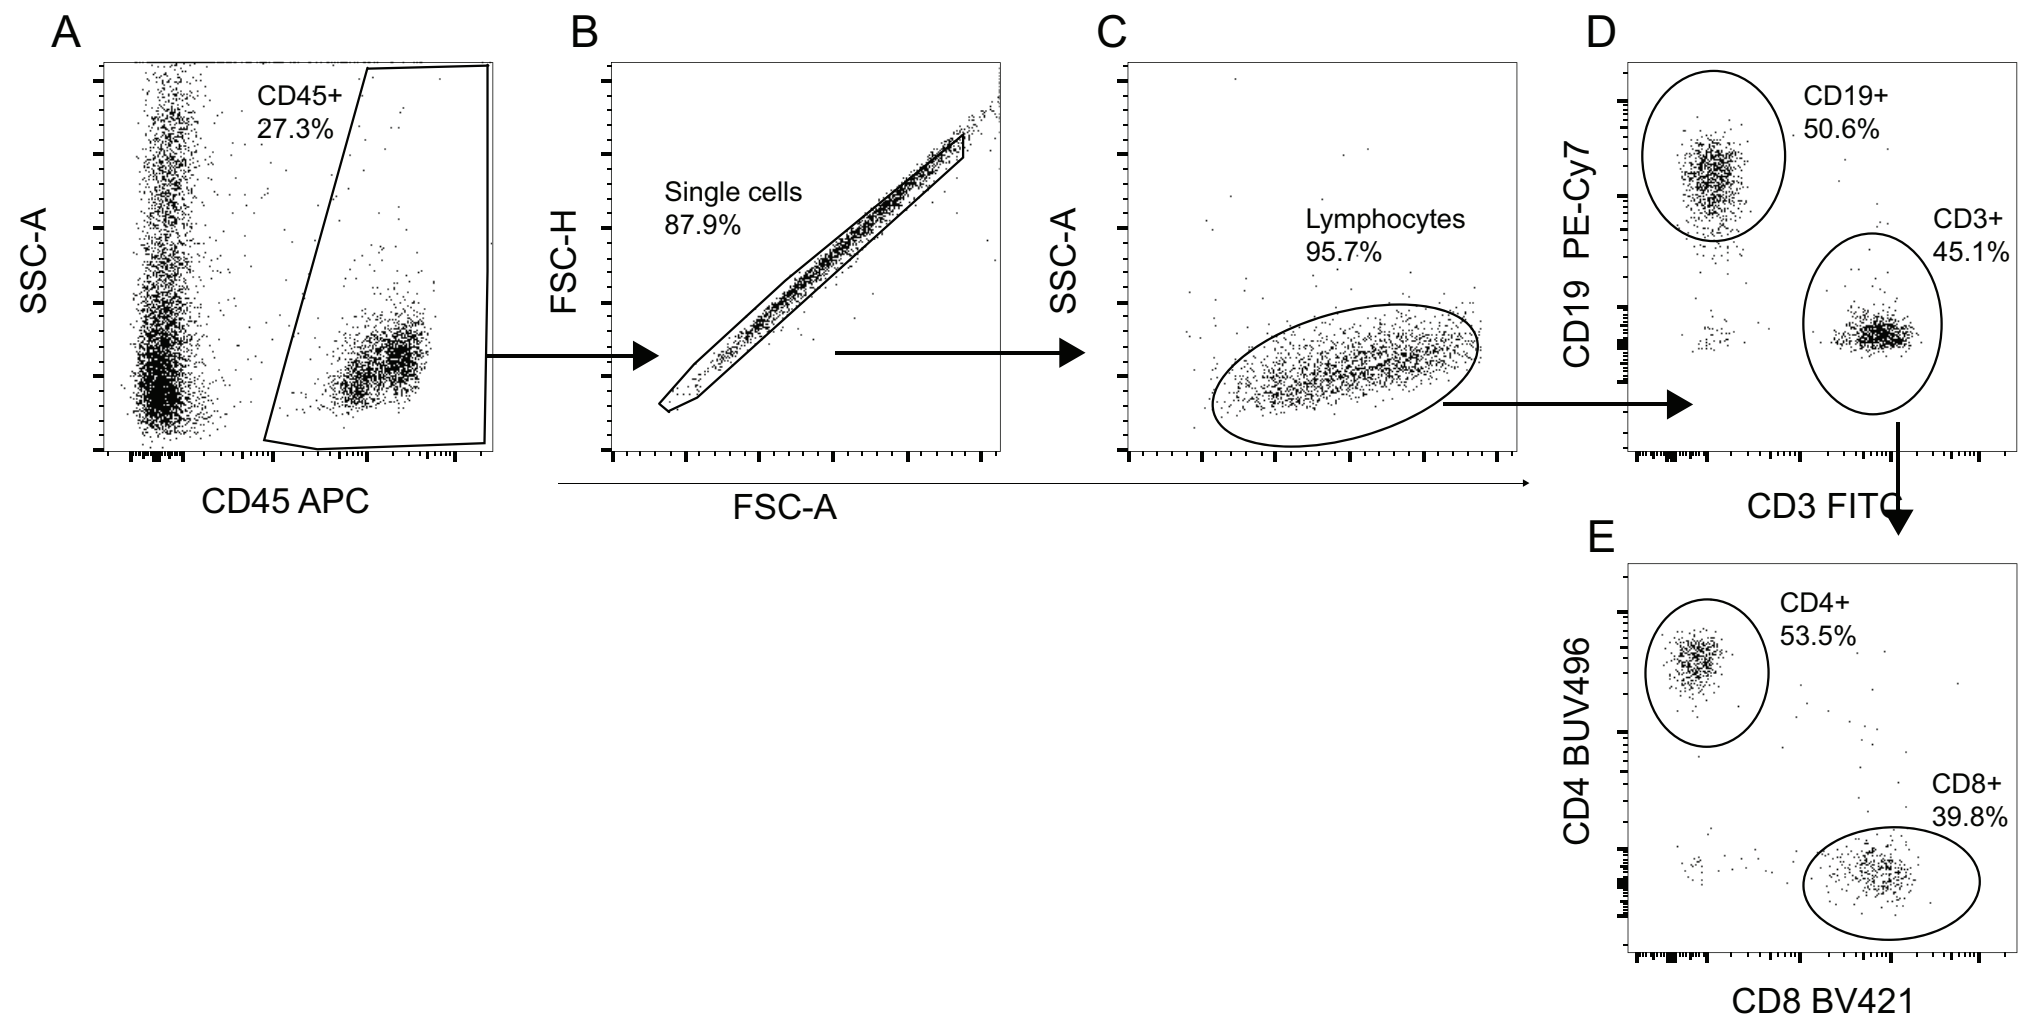 A
CD45+
27.3%
SSC-A
CD45 APC
B
Single cells
87.9%
FSC-H
C
Lymphocytes
95.7%
SSC-A
FSC-A
D
CD19+
50.6%
CD3+
45.1%
CD19 PE-Cy7
CD3 FITC
E
CD4+
53.5%
CD8+
39.8%
CD4 BUV496
CD8 BV421